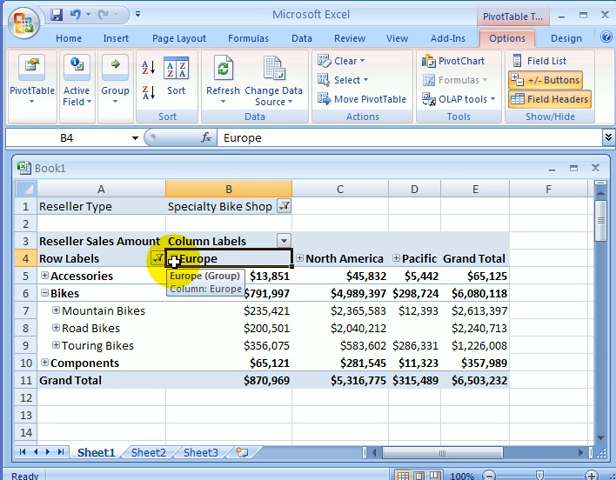 Microsoft Excel
PivotTable T...
Home Insert Page Layout Formulas Data Review View Add-Ins Options Design
PivotTable
Active Field
Group
Sort
Refresh
Change Data Source
Clear
Select
Move PivotTable
PivotChart
Formulas
OLAP tools
Field List
+/- Buttons
Field Headers
Sort Data Actions Tools Show/Hide
B4 fx Europe
Book1
A B C D E F
1 Reseller Type Specialty Bike Shop
2
3 Reseller Sales Amount Column Labels
4 Row Labels Europe North America Pacific Grand Total
5 Accessories $13,851 $45,832 $5,442 $65,125
Europe (Group)
Column: Europe
6 Bikes $791,997 $4,989,397 $298,724 $6,080,118
7 Mountain Bikes $235,421 $2,365,583 $12,393 $2,613,397
8 Road Bikes $200,501 $2,040,212 $2,240,713
9 Touring Bikes $356,075 $583,602 $286,331 $1,226,008
10 Components $65,121 $281,545 $11,323 $357,989
11 Grand Total $870,969 $5,316,775 $315,489 $6,503,232
12
13
14
Sheet1 Sheet2 Sheet3
Ready 100%